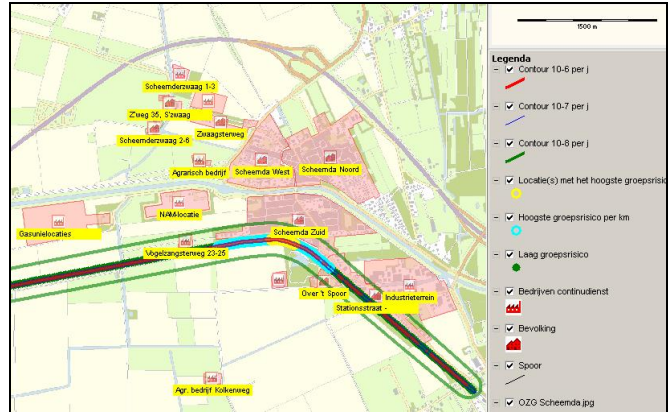 1500 m
Legenda
Contour 10-6 per j
Contour 10-7 per j
Contour 10-8 per j
Locatie(s) met het hoogste groepsrisic
Hoogste groepsrisico per km
Laag groepsrisico
Bedrijven continudienst
Bevolking
Spoor
OZG Scheemda.jpg
Scheemderzwaag 1-3
Z'weg 35, S'zwaag
Zwaagsterweg
Scheemderzwaag 2-6
Agrarisch bedrijf
Scheemda West
Scheemda Noord
NAM-locatie
Gasunielocaties
Scheemda Zuid
Vogelzangsterweg 23-25
Over 't Spoor
Industrieterrein
Stationsstraat -
Agr. bedrijf Kolkenweg